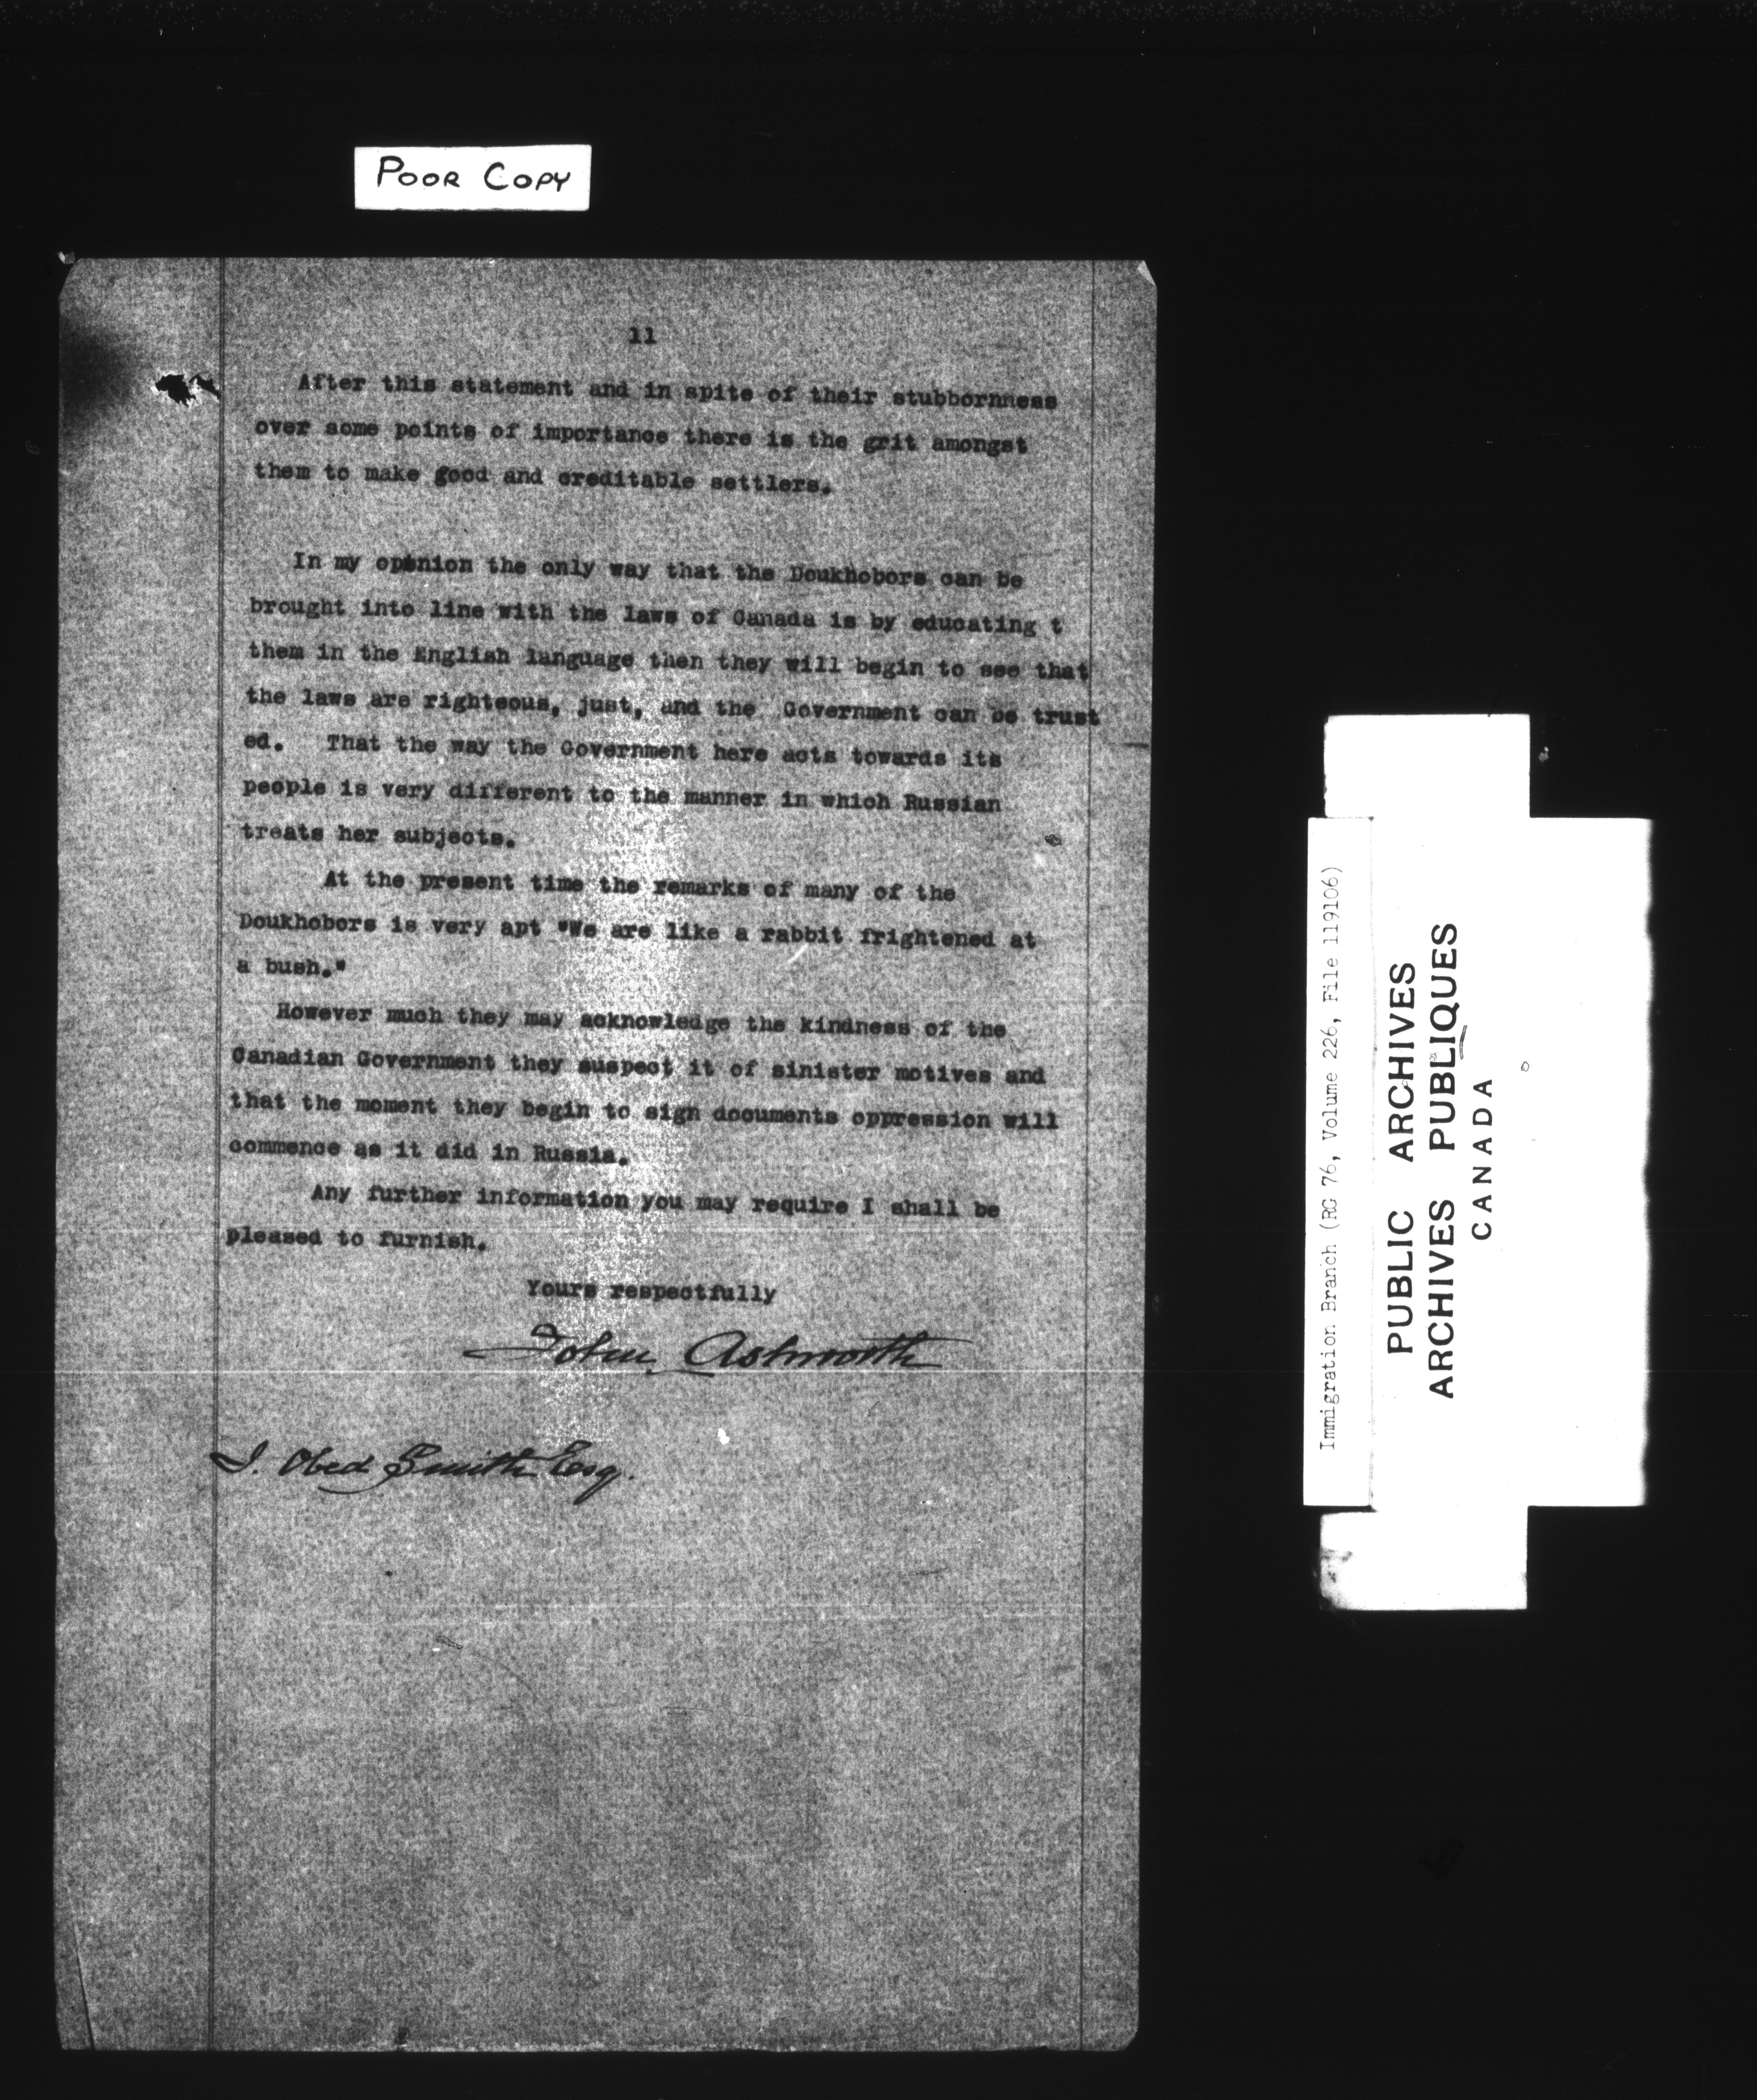 POOR COPY
11
After this statement and in spite of their stubbornness
over some points of importance there is the grit amongst
them to make good and creditable settlers.
In my opinion the only way that the Doukhobors can be
brought into line with the laws of Canada is by educating t
them in the English language then they will begin to see that
the laws are righteous, just, and the Government can be trust
ed. That the way the Government here acts towards its
people is very different to the manner in which Russian
treats her subjects.
At the present time the remarks of many of the
Doukhobors is very apt "We are like a rabbit frightened at
a bush."
However much they may acknowledge the kindness of the
Canadian Government they suspect it of sinister motives and
that the moment they begin to sign documents oppression will
commence as it did in Russia.
Any further information you may require I shall be
pleased to furnish.
Yours respectfully
John Ashworth
J. Obed Smith Esq.
Immigration Branch (RG 76, Volume 226, File 119106)
PUBLIC ARCHIVES
ARCHIVES PUBLIQUES
CANADA